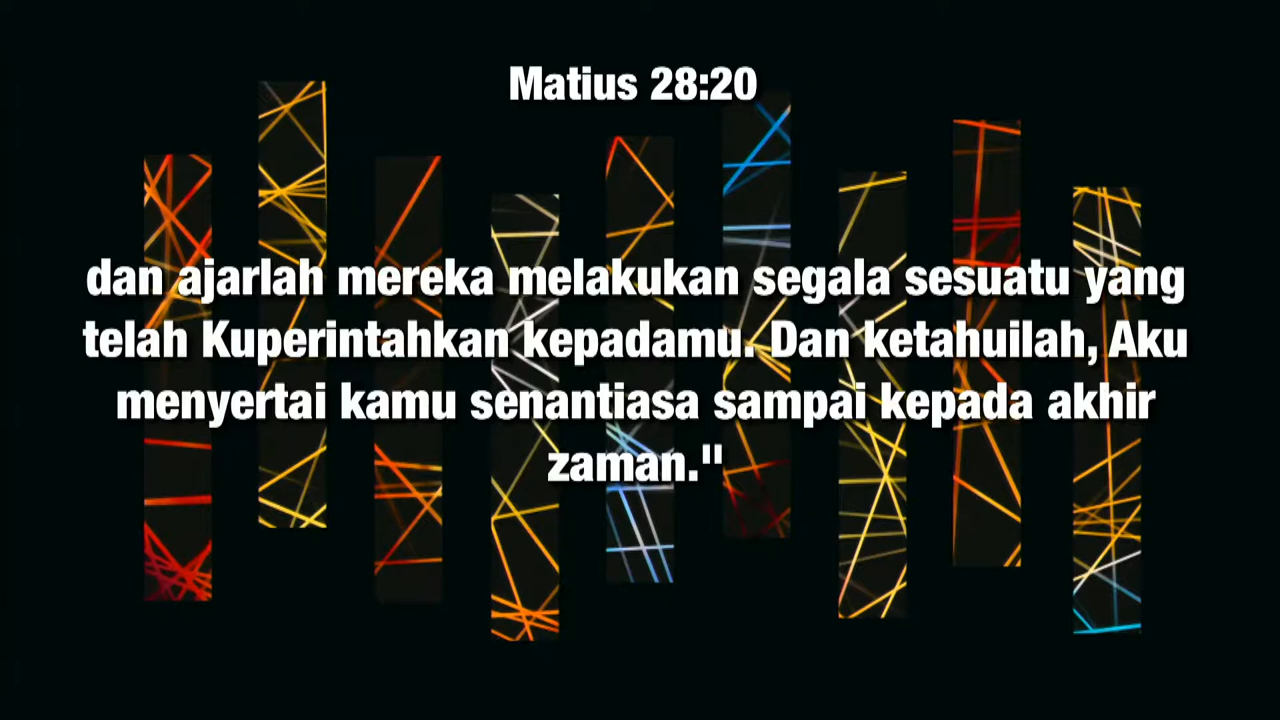 Matius 28:20
dan ajarlah mereka melakukan segala sesuatu yang
telah Kuperintahkan kepadamu. Dan ketahuilah, Aku
menyertai kamu senantiasa sampai kepada akhir
zaman."